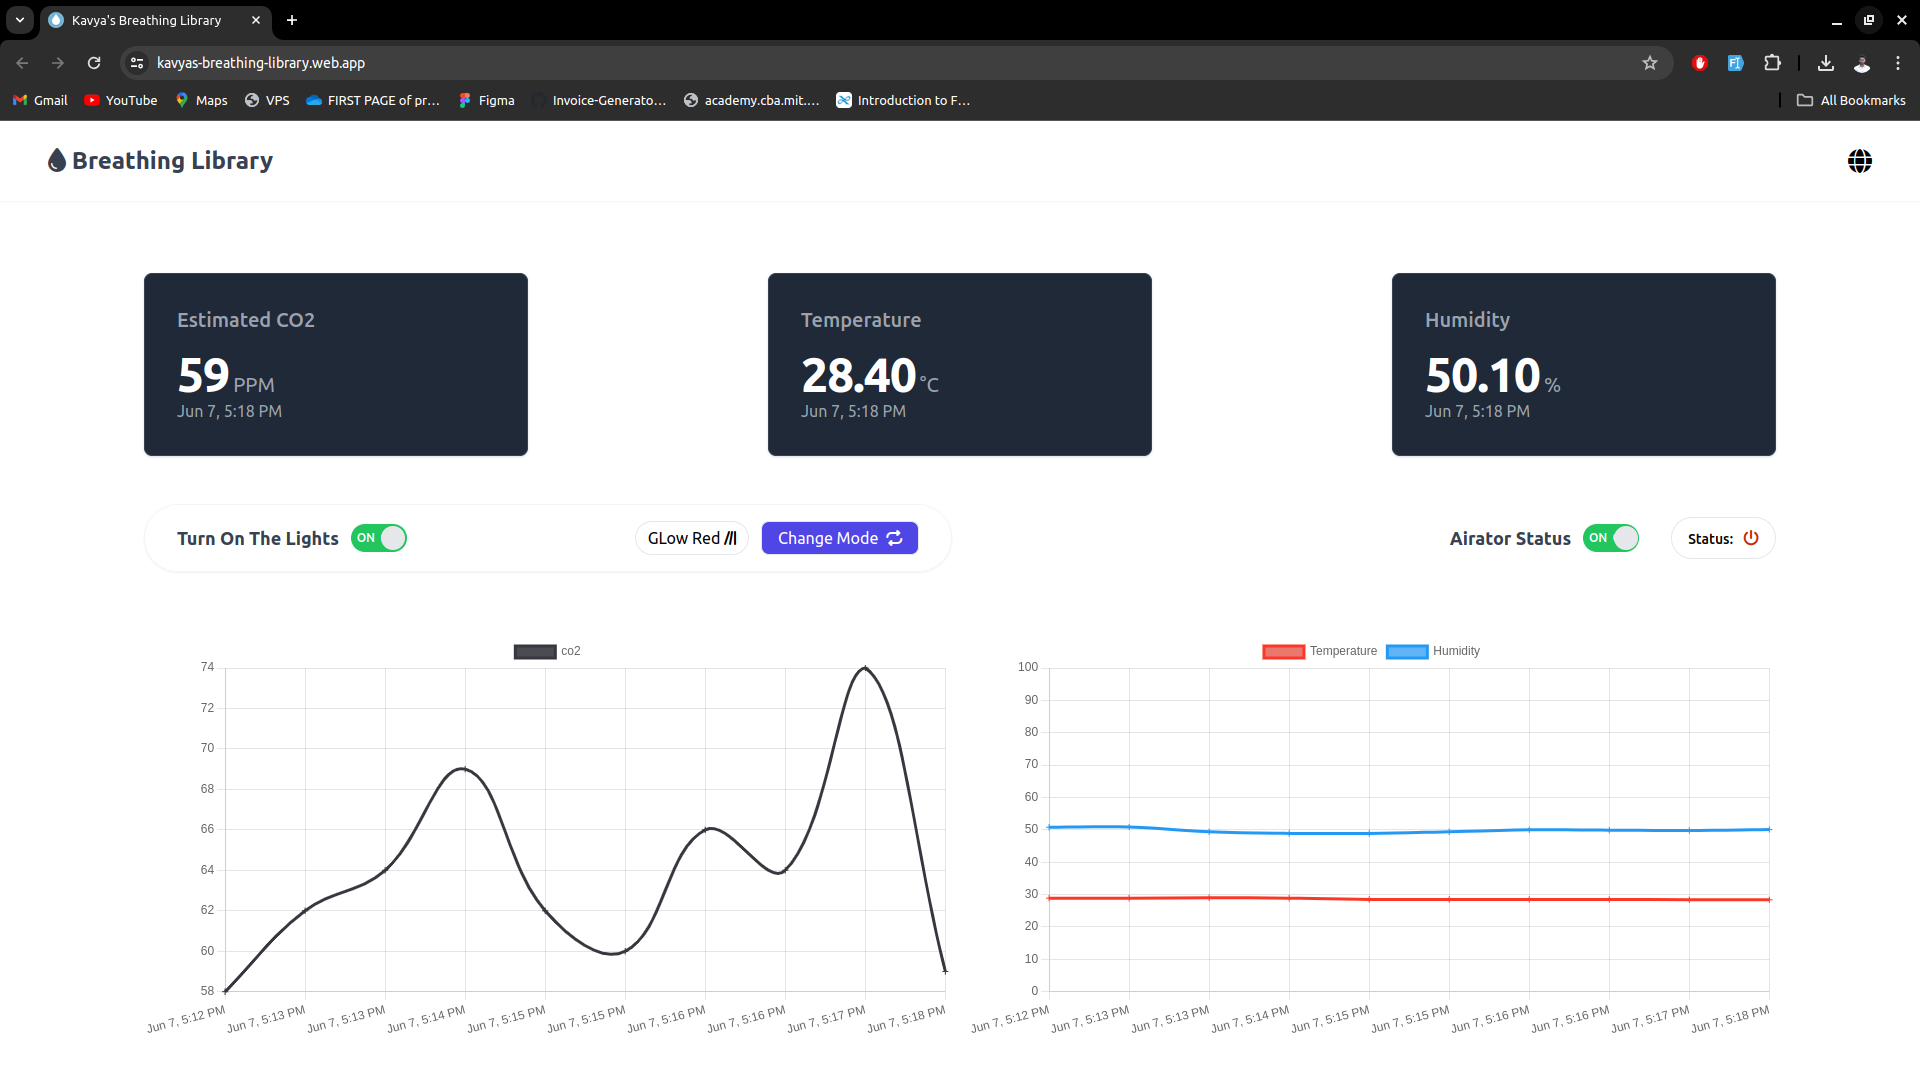 Kavya's Breathing Library
kavyas-breathing-library.web.app
Gmail YouTube Maps VPS FIRST PAGE of pr... Figma Invoice-Generato... academy.cba.mit.... Introduction to F... All Bookmarks
Breathing Library
Estimated CO2
59 PPM
Jun 7, 5:18 PM
Temperature
28.40 °C
Jun 7, 5:18 PM
Humidity
50.10 %
Jun 7, 5:18 PM
Turn On The Lights ON GLow Red Change Mode
Airator Status ON Status:
co2
74
72
70
68
66
64
62
60
58
Jun 7, 5:12 PM Jun 7, 5:13 PM Jun 7, 5:13 PM Jun 7, 5:14 PM Jun 7, 5:15 PM Jun 7, 5:15 PM Jun 7, 5:16 PM Jun 7, 5:16 PM Jun 7, 5:17 PM Jun 7, 5:18 PM
Temperature Humidity
100
90
80
70
60
50
40
30
20
10
0
Jun 7, 5:12 PM Jun 7, 5:13 PM Jun 7, 5:13 PM Jun 7, 5:14 PM Jun 7, 5:15 PM Jun 7, 5:15 PM Jun 7, 5:16 PM Jun 7, 5:16 PM Jun 7, 5:17 PM Jun 7, 5:18 PM